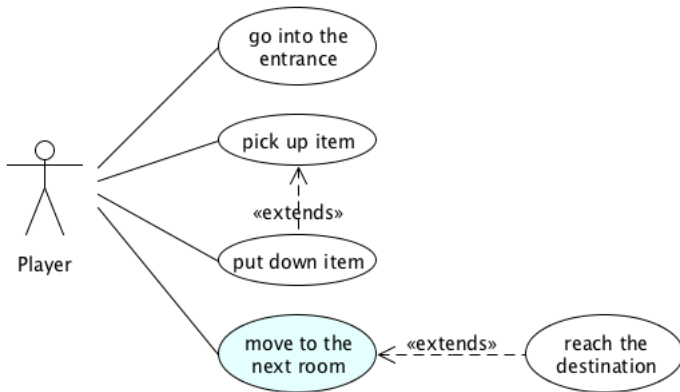 go into the
entrance
pick up item
«extends»
Player
put down item
move to the
next room
«extends»
reach the
destination